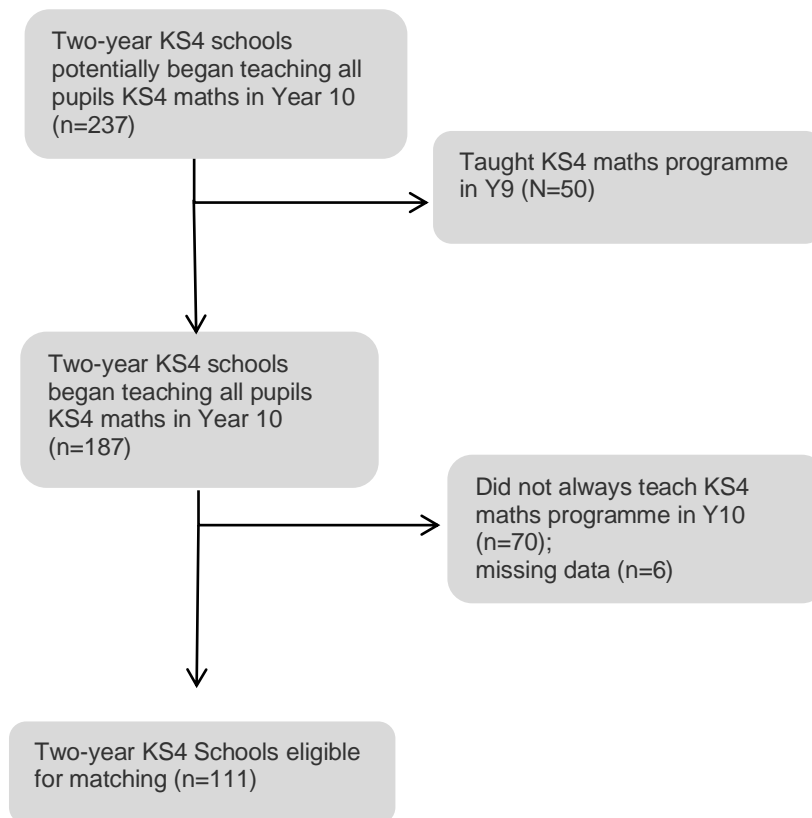 Two-year KS4 schools
potentially began teaching all
pupils KS4 maths in Year 10
(n=237)
Taught KS4 maths programme
in Y9 (N=50)
Two-year KS4 schools
began teaching all pupils
KS4 maths in Year 10
(n=187)
Did not always teach KS4
maths programme in Y10
(n=70);
missing data (n=6)
Two-year KS4 Schools eligible
for matching (n=111)